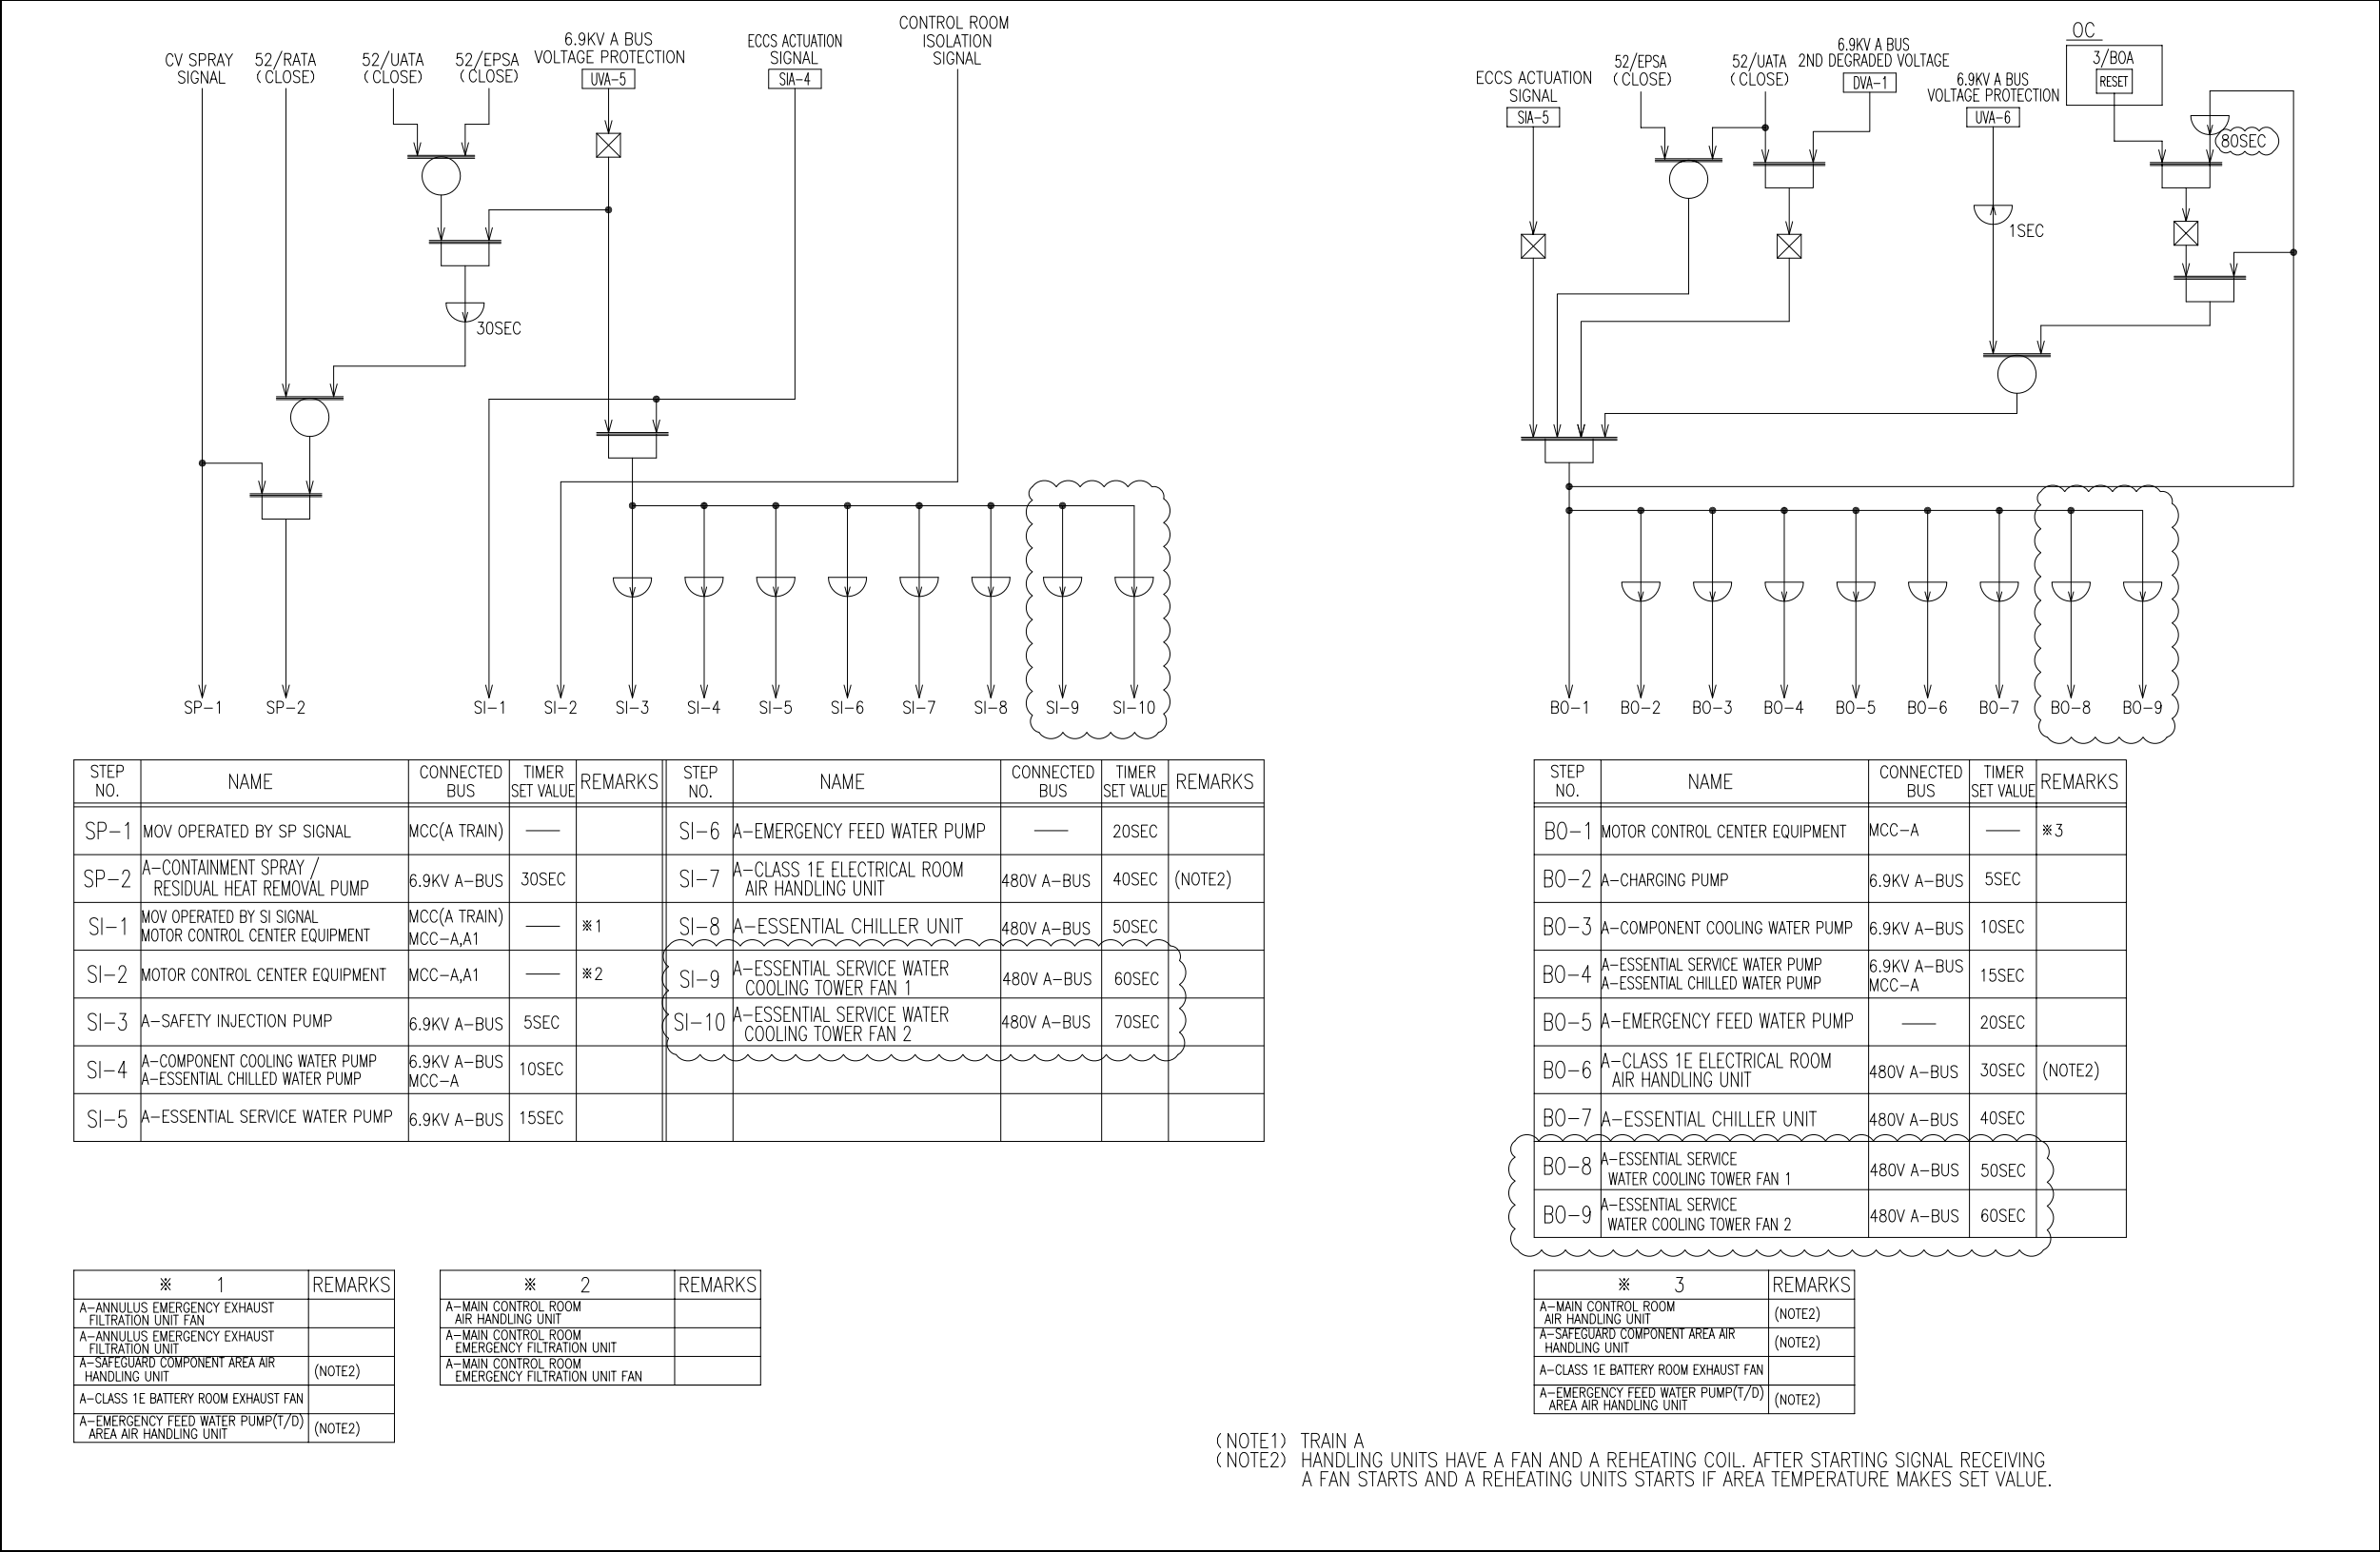 CV SPRAY
SIGNAL
52/RATA
(CLOSE)
52/UATA
(CLOSE)
52/EPSA
(CLOSE)
6.9KV A BUS
VOLTAGE PROTECTION
UVA-5
ECCS ACTUATION
SIGNAL
SIA-4
CONTROL ROOM
ISOLATION
SIGNAL
30SEC
SP-1 SP-2 SI-1 SI-2 SI-3 SI-4 SI-5 SI-6 SI-7 SI-8 SI-9 SI-10
ECCS ACTUATION
SIGNAL
SIA-5
52/EPSA
(CLOSE)
52/UATA
(CLOSE)
6.9KV A BUS
2ND DEGRADED VOLTAGE
DVA-1
6.9KV A BUS
VOLTAGE PROTECTION
UVA-6
OC
3/BOA
RESET
80SEC
1SEC
BO-1 BO-2 BO-3 BO-4 BO-5 BO-6 BO-7 BO-8 BO-9
STEP NO. NAME CONNECTED BUS TIMER SET VALUE REMARKS
SP-1 MOV OPERATED BY SP SIGNAL MCC(A TRAIN) —
SP-2 A-CONTAINMENT SPRAY /
RESIDUAL HEAT REMOVAL PUMP 6.9KV A-BUS 30SEC
SI-1 MOV OPERATED BY SI SIGNAL MCC(A TRAIN)
MOTOR CONTROL CENTER EQUIPMENT MCC-A,A1 — ※1
SI-2 MOTOR CONTROL CENTER EQUIPMENT MCC-A,A1 — ※2
SI-3 A-SAFETY INJECTION PUMP 6.9KV A-BUS 5SEC
SI-4 A-COMPONENT COOLING WATER PUMP 6.9KV A-BUS
A-ESSENTIAL CHILLED WATER PUMP MCC-A 10SEC
SI-5 A-ESSENTIAL SERVICE WATER PUMP 6.9KV A-BUS 15SEC
STEP NO. NAME CONNECTED BUS TIMER SET VALUE REMARKS
SI-6 A-EMERGENCY FEED WATER PUMP — 20SEC
SI-7 A-CLASS 1E ELECTRICAL ROOM
AIR HANDLING UNIT 480V A-BUS 40SEC (NOTE2)
SI-8 A-ESSENTIAL CHILLER UNIT 480V A-BUS 50SEC
SI-9 A-ESSENTIAL SERVICE WATER
COOLING TOWER FAN 1 480V A-BUS 60SEC
SI-10 A-ESSENTIAL SERVICE WATER
COOLING TOWER FAN 2 480V A-BUS 70SEC
STEP NO. NAME CONNECTED BUS TIMER SET VALUE REMARKS
BO-1 MOTOR CONTROL CENTER EQUIPMENT MCC-A — ※3
BO-2 A-CHARGING PUMP 6.9KV A-BUS 5SEC
BO-3 A-COMPONENT COOLING WATER PUMP 6.9KV A-BUS 10SEC
BO-4 A-ESSENTIAL SERVICE WATER PUMP 6.9KV A-BUS
A-ESSENTIAL CHILLED WATER PUMP MCC-A 15SEC
BO-5 A-EMERGENCY FEED WATER PUMP — 20SEC
BO-6 A-CLASS 1E ELECTRICAL ROOM
AIR HANDLING UNIT 480V A-BUS 30SEC (NOTE2)
BO-7 A-ESSENTIAL CHILLER UNIT 480V A-BUS 40SEC
BO-8 A-ESSENTIAL SERVICE
WATER COOLING TOWER FAN 1 480V A-BUS 50SEC
BO-9 A-ESSENTIAL SERVICE
WATER COOLING TOWER FAN 2 480V A-BUS 60SEC
※ 1 REMARKS
A-ANNULUS EMERGENCY EXHAUST
FILTRATION UNIT FAN
A-ANNULUS EMERGENCY EXHAUST
FILTRATION UNIT
A-SAFEGUARD COMPONENT AREA AIR
HANDLING UNIT (NOTE2)
A-CLASS 1E BATTERY ROOM EXHAUST FAN
A-EMERGENCY FEED WATER PUMP(T/D)
AREA AIR HANDLING UNIT (NOTE2)
※ 2 REMARKS
A-MAIN CONTROL ROOM
AIR HANDLING UNIT
A-MAIN CONTROL ROOM
EMERGENCY FILTRATION UNIT
A-MAIN CONTROL ROOM
EMERGENCY FILTRATION UNIT FAN
※ 3 REMARKS
A-MAIN CONTROL ROOM
AIR HANDLING UNIT (NOTE2)
A-SAFEGUARD COMPONENT AREA AIR
HANDLING UNIT (NOTE2)
A-CLASS 1E BATTERY ROOM EXHAUST FAN
A-EMERGENCY FEED WATER PUMP(T/D)
AREA AIR HANDLING UNIT (NOTE2)
(NOTE1) TRAIN A
(NOTE2) HANDLING UNITS HAVE A FAN AND A REHEATING COIL. AFTER STARTING SIGNAL RECEIVING
A FAN STARTS AND A REHEATING UNITS STARTS IF AREA TEMPERATURE MAKES SET VALUE.